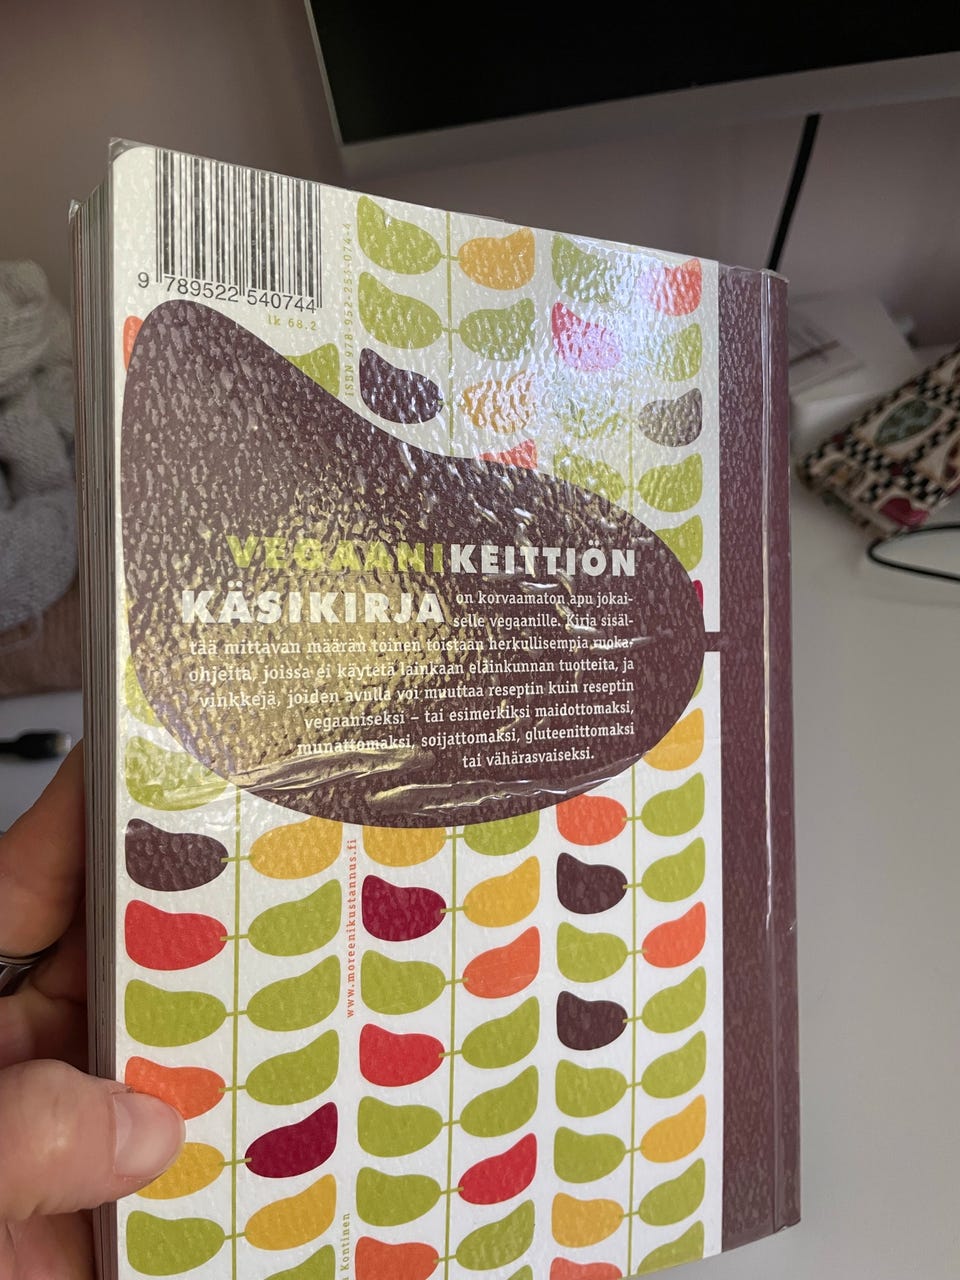 9 789522 540744
lk 68.2
ISBN 978-952-254-074-4
VEGAANIKEITTIÖN
KÄSIKIRJA on korvaamaton apu jokai-
selle vegaanille. Kirja sisäl-
tää mittavan määrän toinen toistaan herkullisempia ruoka-
ohjeita, joissa ei käytetä lainkaan eläinkunnan tuotteita, ja
vinkkejä, joiden avulla voi muuttaa reseptin kuin reseptin
vegaaniseksi – tai esimerkiksi maidottomaksi,
munattomaksi, soijattomaksi, gluteenittomaksi
tai vähärasvaiseksi.
www.moreenikustannus.fi
Kontinen